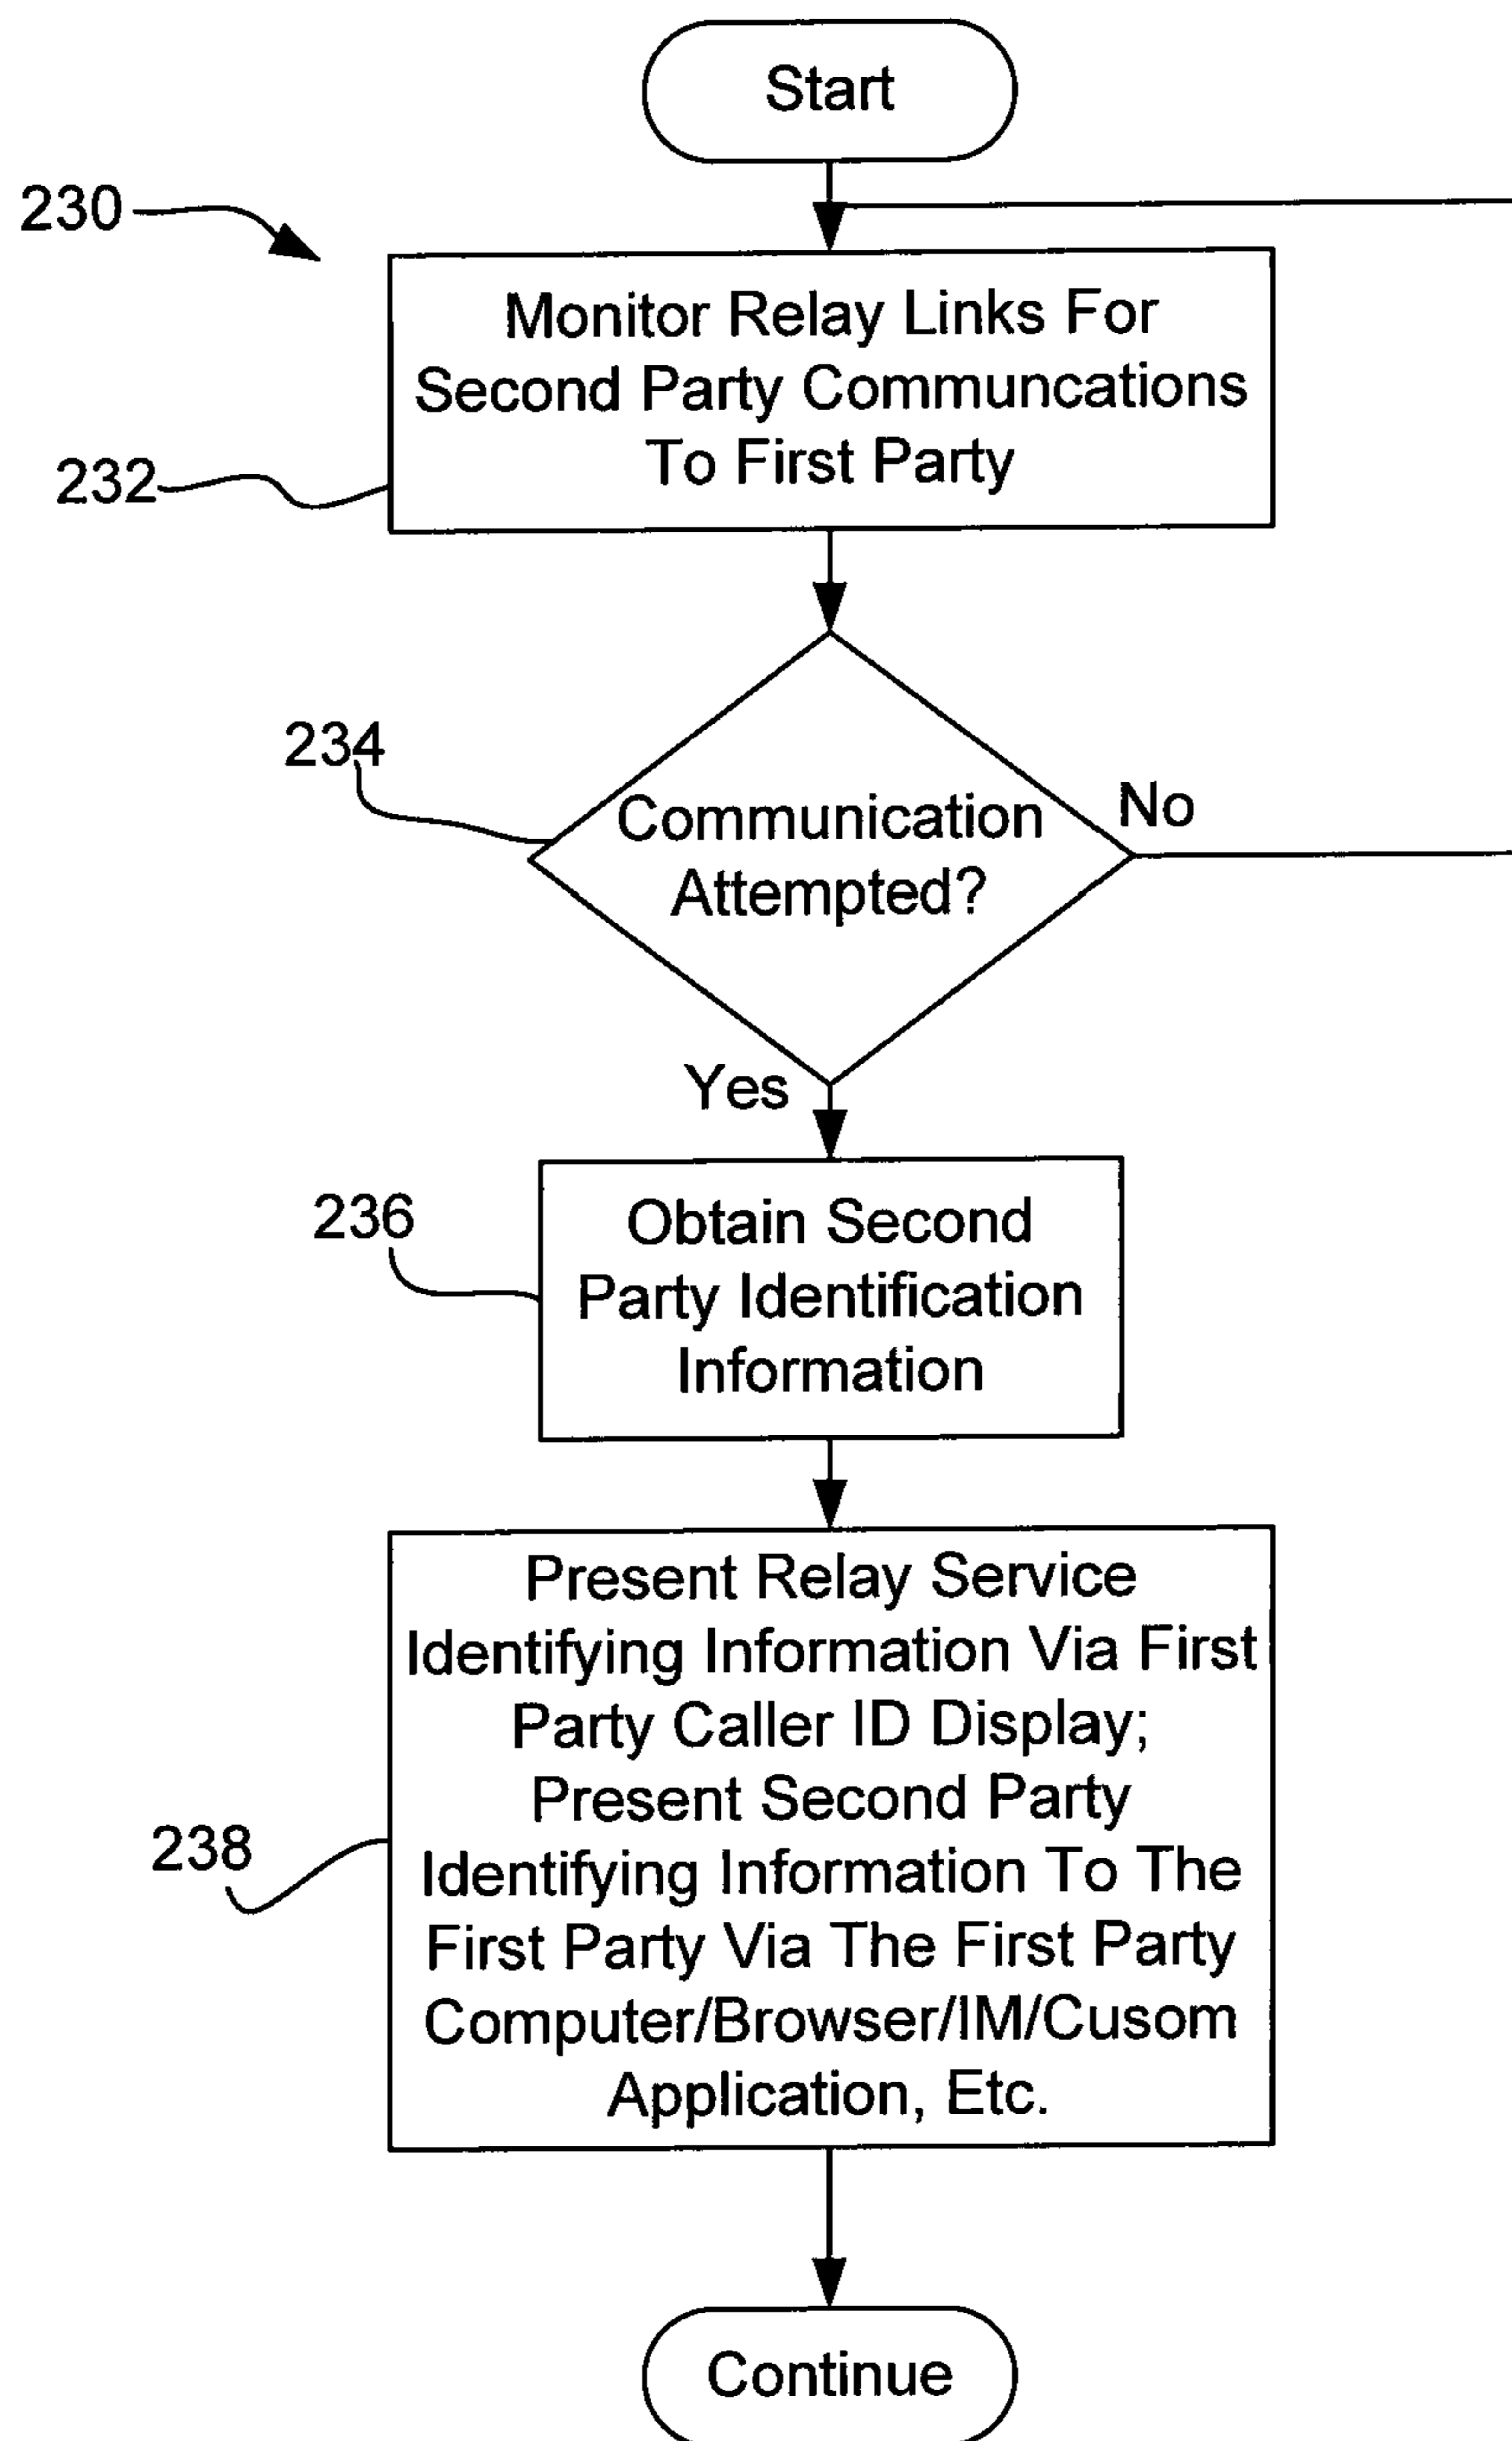 Start
230
Monitor Relay Links For
Second Party Communcations
To First Party
232
234
Communication
Attempted?
No
Yes
236
Obtain Second
Party Identification
Information
Present Relay Service
Identifying Information Via First
Party Caller ID Display;
Present Second Party
Identifying Information To The
First Party Via The First Party
Computer/Browser/IM/Cusom
Application, Etc.
238
Continue